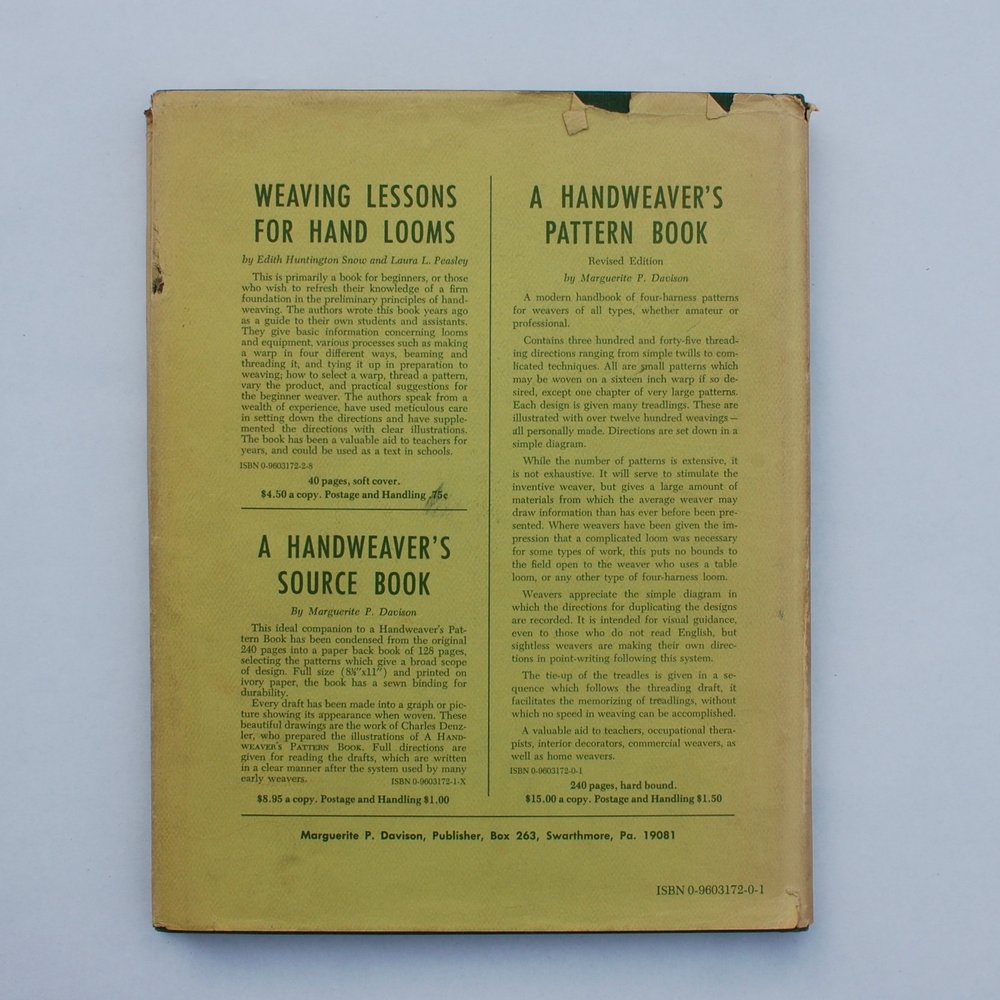 WEAVING LESSONS
FOR HAND LOOMS
by Edith Huntington Snow and Laura L. Peasley
This is primarily a book for beginners, or those
who wish to refresh their knowledge of a firm
foundation in the preliminary principles of hand-
weaving. The authors wrote this book years ago
as a guide to their own students and assistants.
They give basic information concerning looms
and equipment, various processes such as making
a warp in four different ways, beaming and
threading it, and tying it up in preparation to
weaving; how to select a warp, thread a pattern,
vary the product, and practical suggestions for
the beginner weaver. The authors speak from a
wealth of experience, have used meticulous care
in setting down the directions and have supple-
mented the directions with clear illustrations.
The book has been a valuable aid to teachers for
years, and could be used as a text in schools.
ISBN 0-9603172-2-8
40 pages, soft cover.
$4.50 a copy. Postage and Handling .75¢
A HANDWEAVER'S
SOURCE BOOK
By Marguerite P. Davison
This ideal companion to a Handweaver's Pat-
tern Book has been condensed from the original
240 pages into a paper back book of 128 pages,
selecting the patterns which give a broad scope
of design. Full size (8½"x11") and printed on
ivory paper, the book has a sewn binding for
durability.
Every draft has been made into a graph or pic-
ture showing its appearance when woven. These
beautiful drawings are the work of Charles Denz-
ler, who prepared the illustrations of A HAND-
WEAVER'S PATTERN BOOK. Full directions are
given for reading the drafts, which are written
in a clear manner after the system used by many
early weavers. ISBN 0-9603172-1-X
$8.95 a copy. Postage and Handling $1.00
A HANDWEAVER'S
PATTERN BOOK
Revised Edition
by Marguerite P. Davison
A modern handbook of four-harness patterns
for weavers of all types, whether amateur or
professional.
Contains three hundred and forty-five thread-
ing directions ranging from simple twills to com-
licated techniques. All are small patterns which
may be woven on a sixteen inch warp if so de-
sired, except one chapter of very large patterns.
Each design is given many treadlings. These are
illustrated with over twelve hundred weavings—
all personally made. Directions are set down in a
simple diagram.
While the number of patterns is extensive, it
is not exhaustive. It will serve to stimulate the
inventive weaver, but gives a large amount of
materials from which the average weaver may
draw information than has ever before been pre-
sented. Where weavers have been given the im-
pression that a complicated loom was necessary
for some types of work, this puts no bounds to
the field open to the weaver who uses a table
loom, or any other type of four-harness loom.
Weavers appreciate the simple diagram in
which the directions for duplicating the designs
are recorded. It is intended for visual guidance,
even to those who do not read English, but
sightless weavers are making their own direc-
tions in point-writing following this system.
The tie-up of the treadles is given in a se-
quence which follows the threading draft, it
facilitates the memorizing of treadlings, without
which no speed in weaving can be accomplished.
A valuable aid to teachers, occupational thera-
pists, interior decorators, commercial weavers, as
well as home weavers.
ISBN 0-9603172-0-1
240 pages, hard bound.
$15.00 a copy. Postage and Handling $1.50
Marguerite P. Davison, Publisher, Box 263, Swarthmore, Pa. 19081
ISBN 0-9603172-0-1